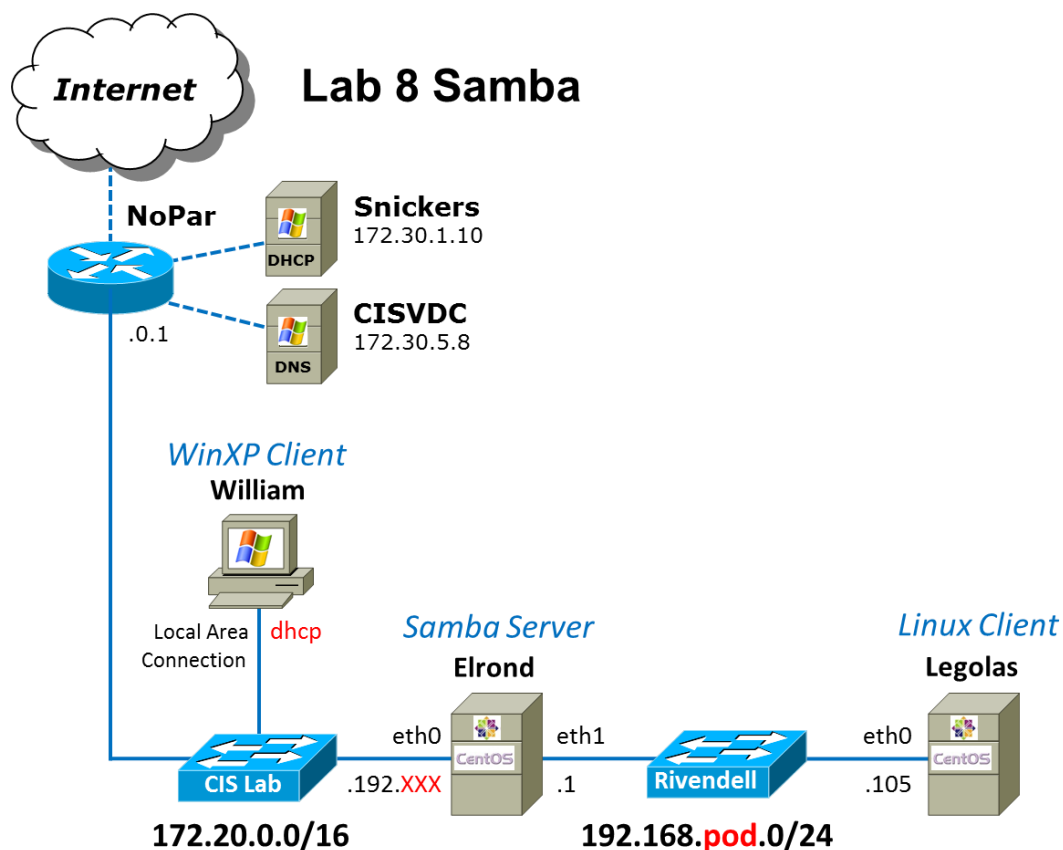 Internet
Lab 8 Samba
NoPar
Snickers
172.30.1.10
DHCP
CISVDC
172.30.5.8
DNS
.0.1
WinXP Client
William
Local Area
Connection
dhcp
Samba Server
Elrond
Linux Client
Legolas
eth0
eth1
eth0
CentOS
CentOS
CIS Lab
.192.XXX
.1
Rivendell
.105
172.20.0.0/16
192.168.pod.0/24